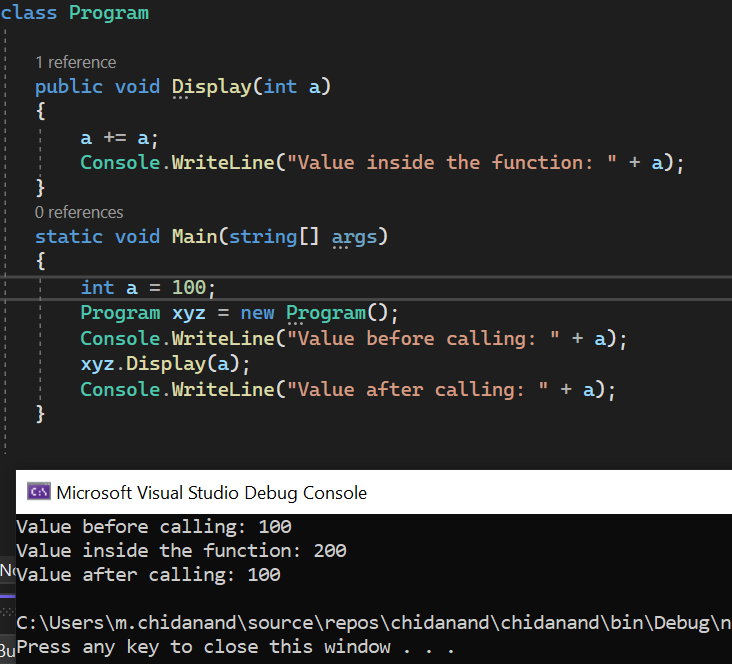 class Program
1 reference
public void Display(int a)
{
a += a;
Console.WriteLine("Value inside the function: " + a);
}
0 references
static void Main(string[] args)
{
int a = 100;
Program xyz = new Program();
Console.WriteLine("Value before calling: " + a);
xyz.Display(a);
Console.WriteLine("Value after calling: " + a);
}
C:\ Microsoft Visual Studio Debug Console
Value before calling: 100
Value inside the function: 200
Value after calling: 100
C:\Users\m.chidanand\source\repos\chidanand\chidanand\bin\Debug\n
Press any key to close this window . . .